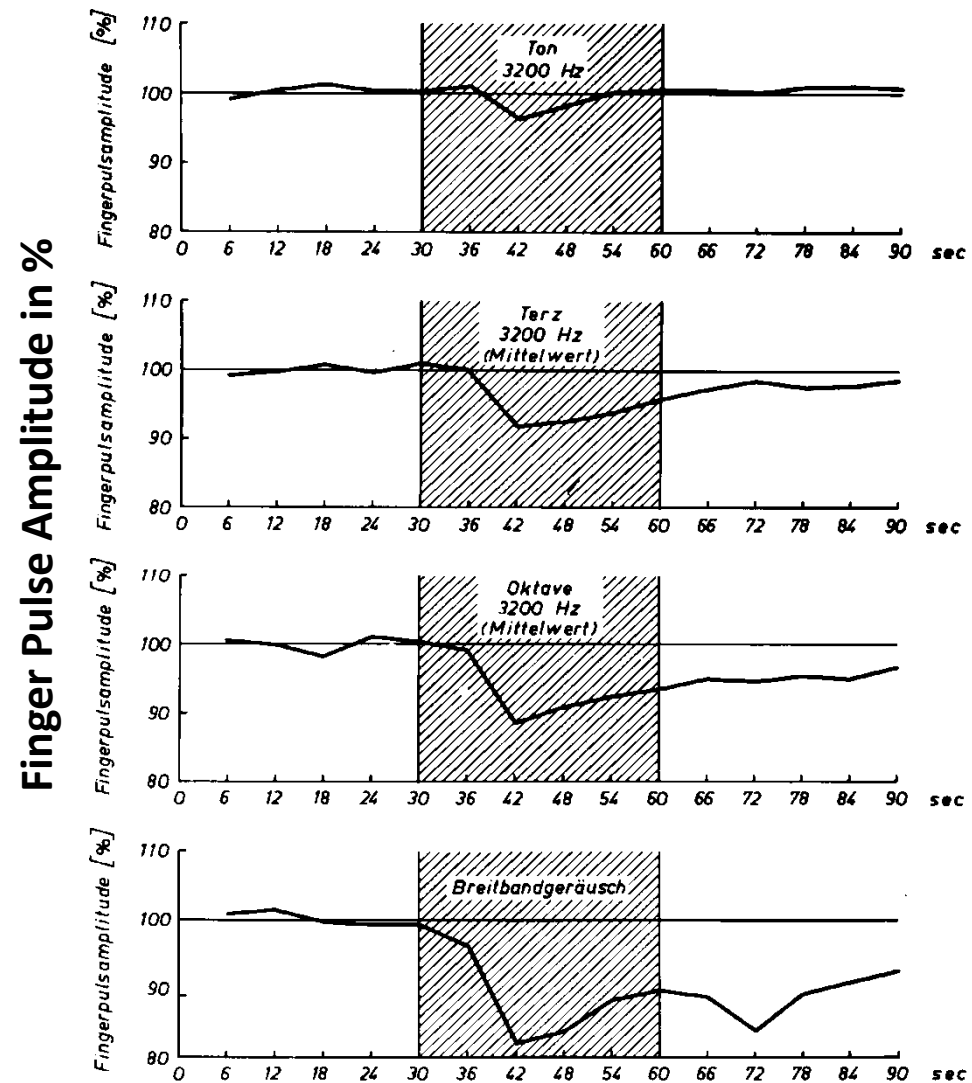 Finger Pulse Amplitude in %
Fingerpulsamplitude [%]
110
100
90
80
Ton
3200 Hz
0 6 12 18 24 30 36 42 48 54 60 66 72 78 84 90 sec
Fingerpulsamplitude [%]
110
100
90
80
Terz
3200 Hz
(Mittelwert)
0 6 12 18 24 30 36 42 48 54 60 66 72 78 84 90 sec
Fingerpulsamplitude [%]
110
100
90
80
Oktave
3200 Hz
(Mittelwert)
0 6 12 18 24 30 36 42 48 54 60 66 72 78 84 90 sec
Fingerpulsamplitude [%]
110
100
90
80
Breitbandgeräusch
0 6 12 18 24 30 36 42 48 54 60 66 72 78 84 90 sec